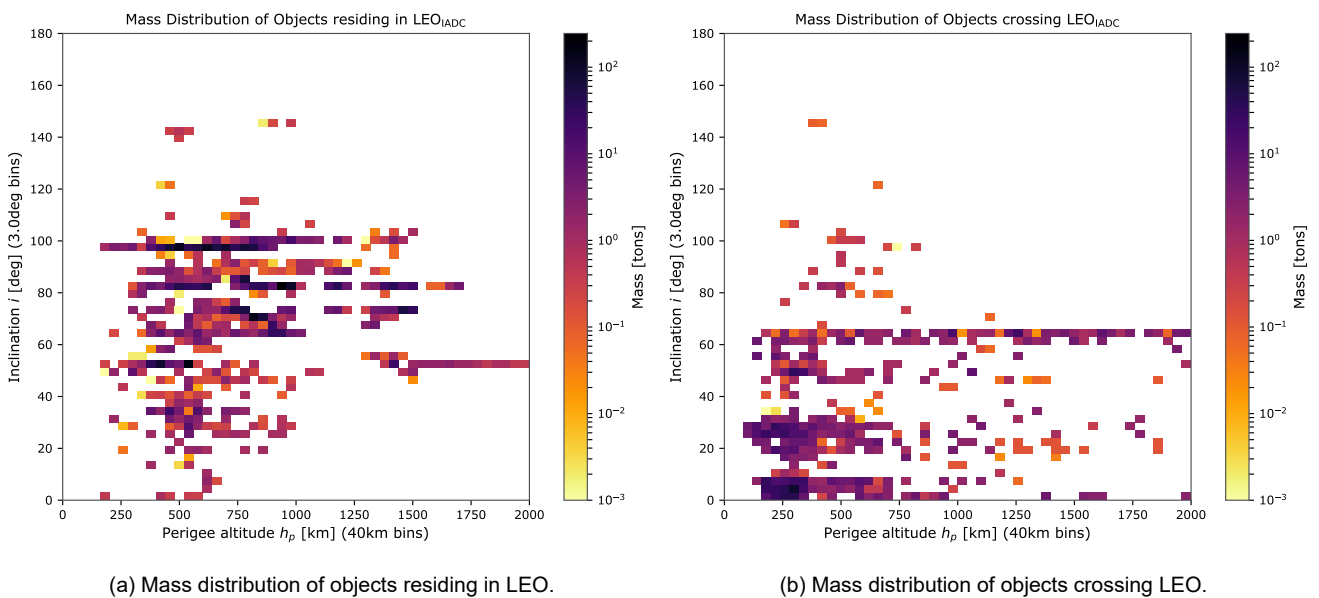 Mass Distribution of Objects residing in LEO_IADC
180
160
140
120
100
80
60
40
20
0
Inclination i [deg] (3.0deg bins)
0 250 500 750 1000 1250 1500 1750 2000
Perigee altitude h_p [km] (40km bins)
10^2
10^1
10^0
10^-1
10^-2
10^-3
Mass [tons]
(a) Mass distribution of objects residing in LEO.
Mass Distribution of Objects crossing LEO_IADC
180
160
140
120
100
80
60
40
20
0
Inclination i [deg] (3.0deg bins)
0 250 500 750 1000 1250 1500 1750 2000
Perigee altitude h_p [km] (40km bins)
10^2
10^1
10^0
10^-1
10^-2
10^-3
Mass [tons]
(b) Mass distribution of objects crossing LEO.